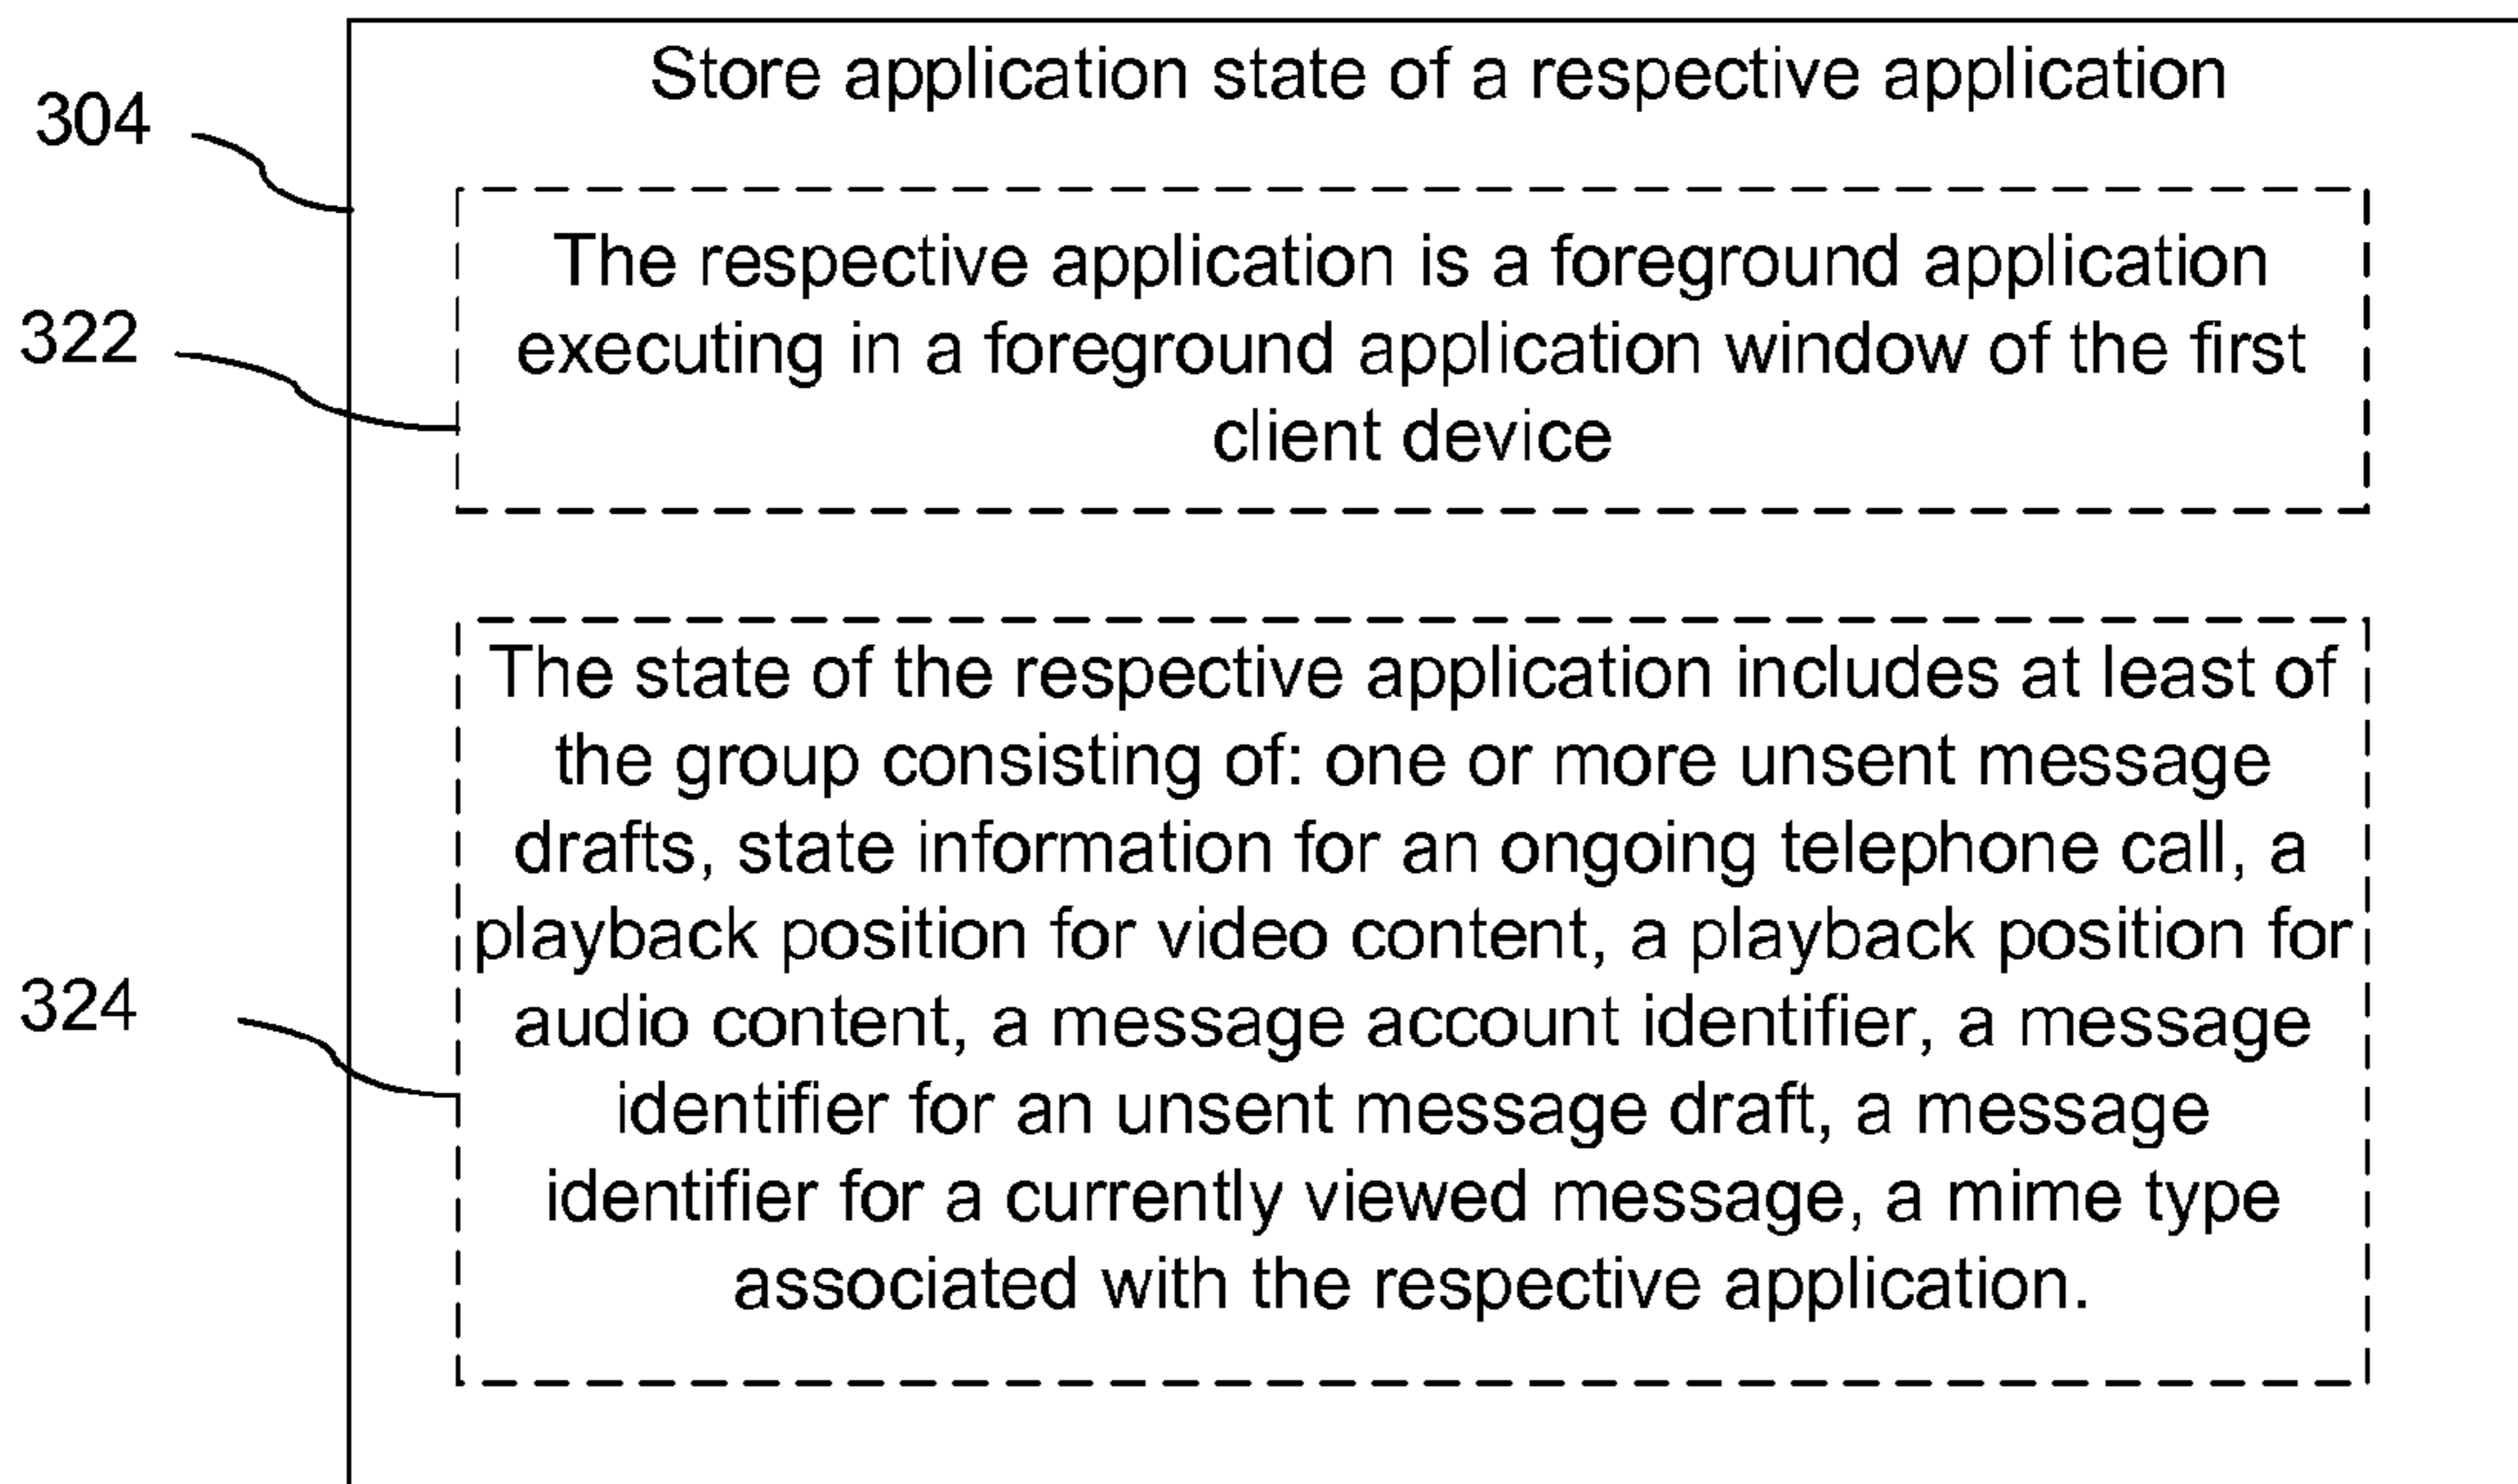 Store application state of a respective application
304
The respective application is a foreground application
executing in a foreground application window of the first
client device
322
The state of the respective application includes at least of
the group consisting of: one or more unsent message
drafts, state information for an ongoing telephone call, a
playback position for video content, a playback position for
audio content, a message account identifier, a message
identifier for an unsent message draft, a message
identifier for a currently viewed message, a mime type
associated with the respective application.
324